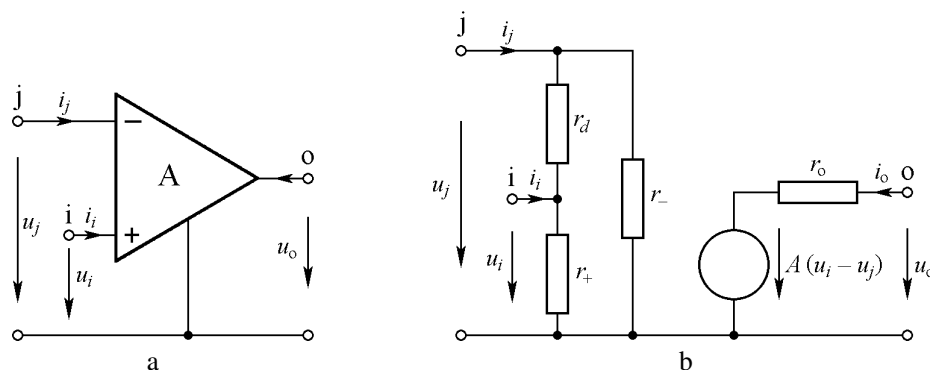 j
i_j
−
A
o
i
i_i
+
u_j
u_i
u_o
a
j
i_j
r_d
i
i_i
r_−
r_o
i_o
o
u_j
u_i
r_+
A (u_i − u_j)
u_o
b